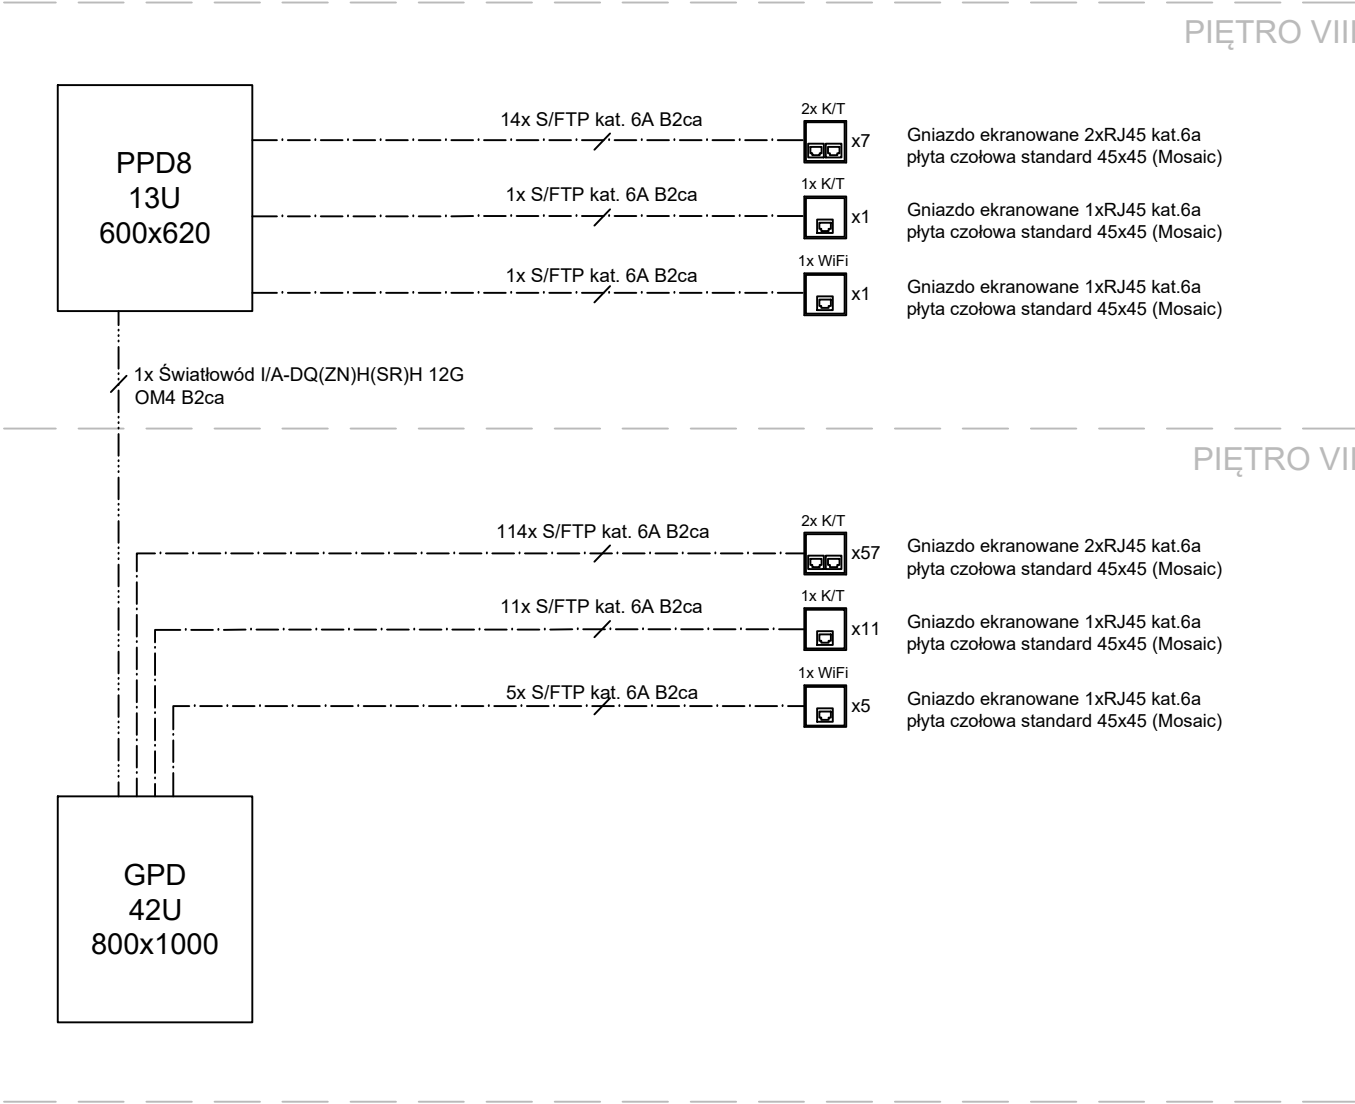 PIĘTRO VIII
PPD8
13U
600x620
14x S/FTP kat. 6A B2ca
2x K/T
x7
Gniazdo ekranowane 2xRJ45 kat.6a
płyta czołowa standard 45x45 (Mosaic)
1x S/FTP kat. 6A B2ca
1x K/T
x1
Gniazdo ekranowane 1xRJ45 kat.6a
płyta czołowa standard 45x45 (Mosaic)
1x S/FTP kat. 6A B2ca
1x WiFi
x1
Gniazdo ekranowane 1xRJ45 kat.6a
płyta czołowa standard 45x45 (Mosaic)
1x Światłowód I/A-DQ(ZN)H(SR)H 12G
OM4 B2ca
PIĘTRO VII
114x S/FTP kat. 6A B2ca
2x K/T
x57
Gniazdo ekranowane 2xRJ45 kat.6a
płyta czołowa standard 45x45 (Mosaic)
11x S/FTP kat. 6A B2ca
1x K/T
x11
Gniazdo ekranowane 1xRJ45 kat.6a
płyta czołowa standard 45x45 (Mosaic)
5x S/FTP kat. 6A B2ca
1x WiFi
x5
Gniazdo ekranowane 1xRJ45 kat.6a
płyta czołowa standard 45x45 (Mosaic)
GPD
42U
800x1000